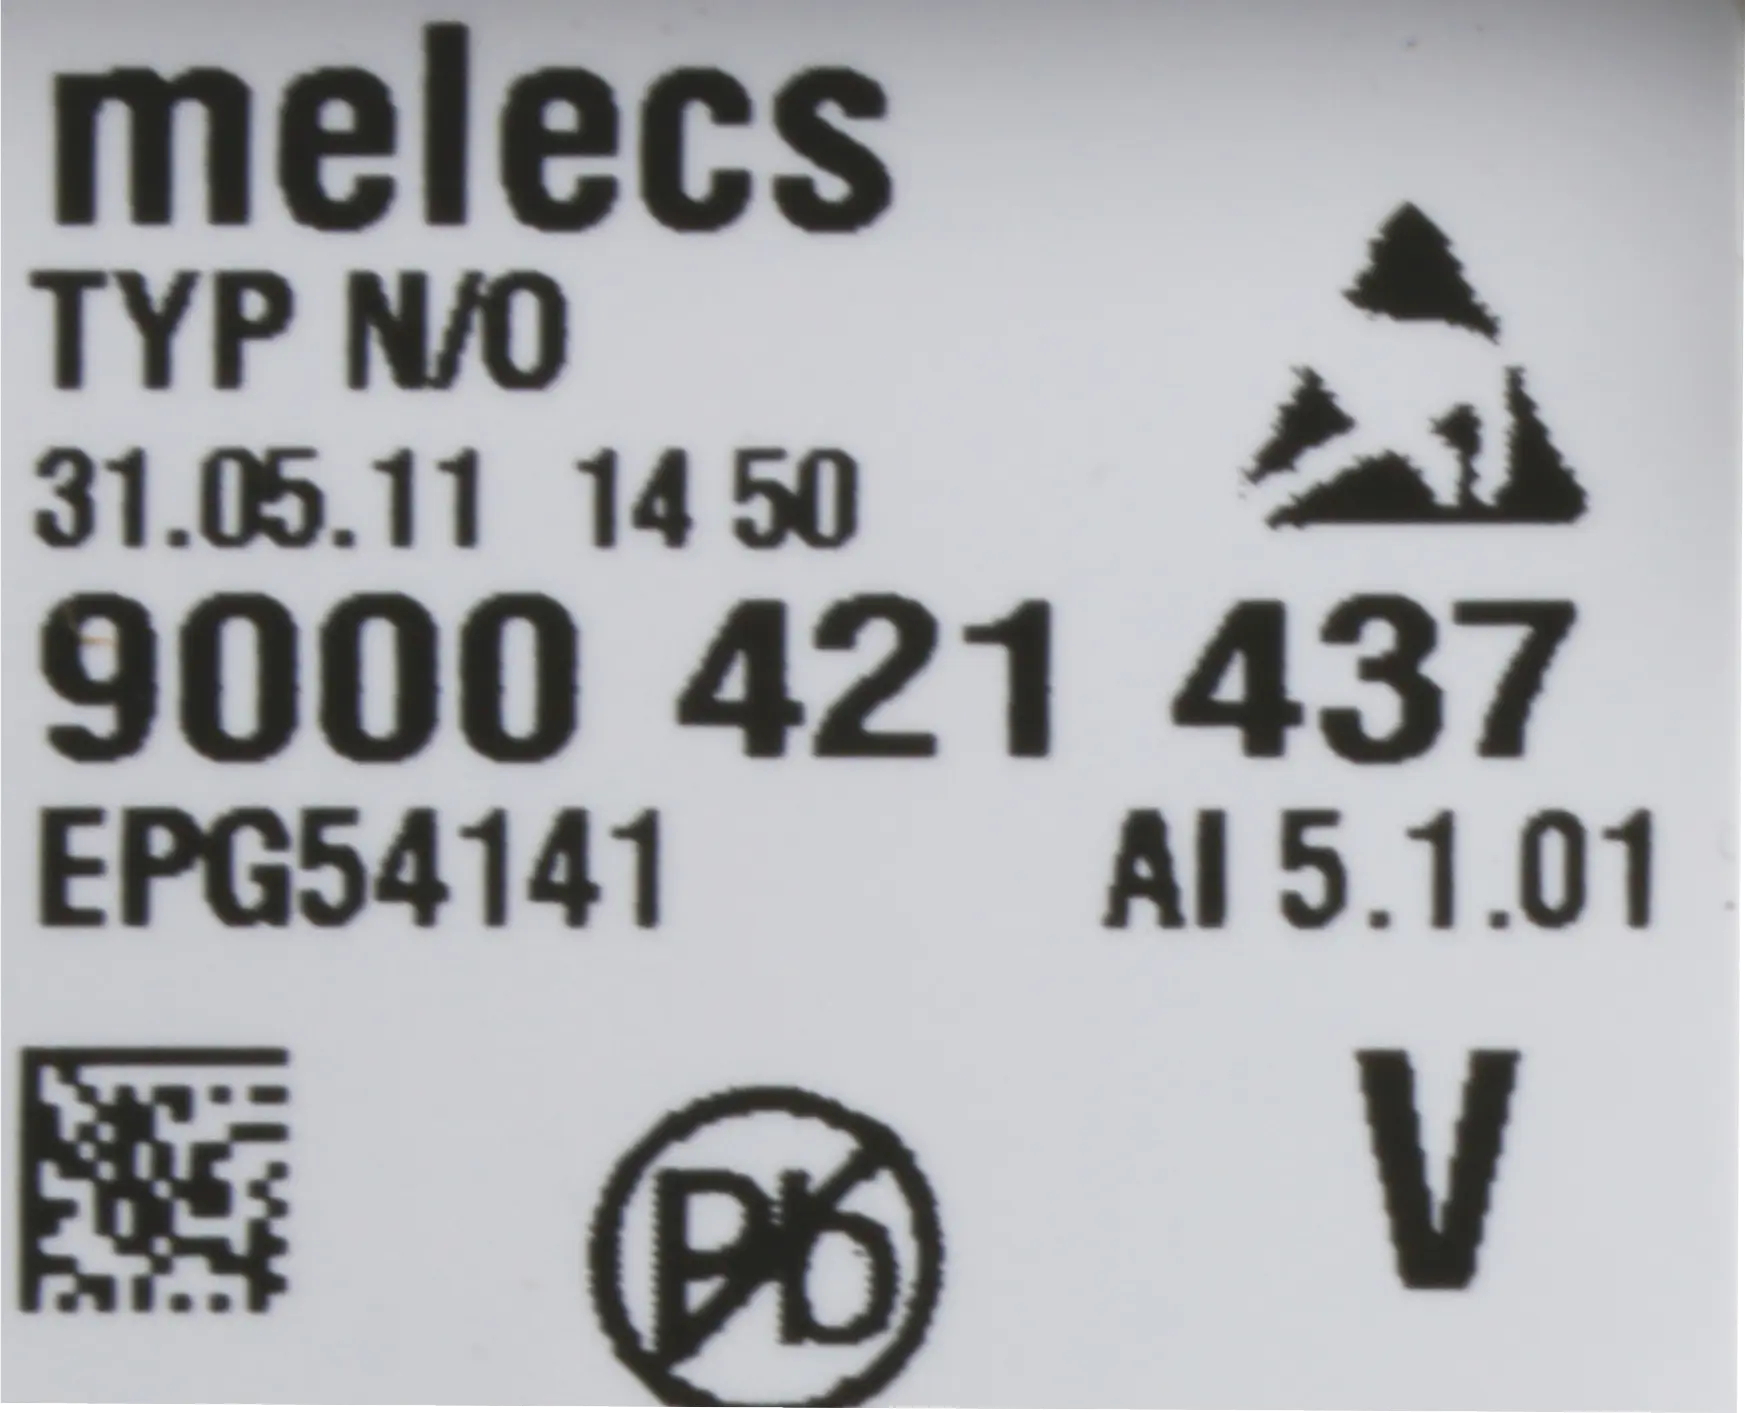 melecs
TYP N/O
31.05.11 14 50
9000 421 437
EPG54141 AI 5.1.01
Pb
V